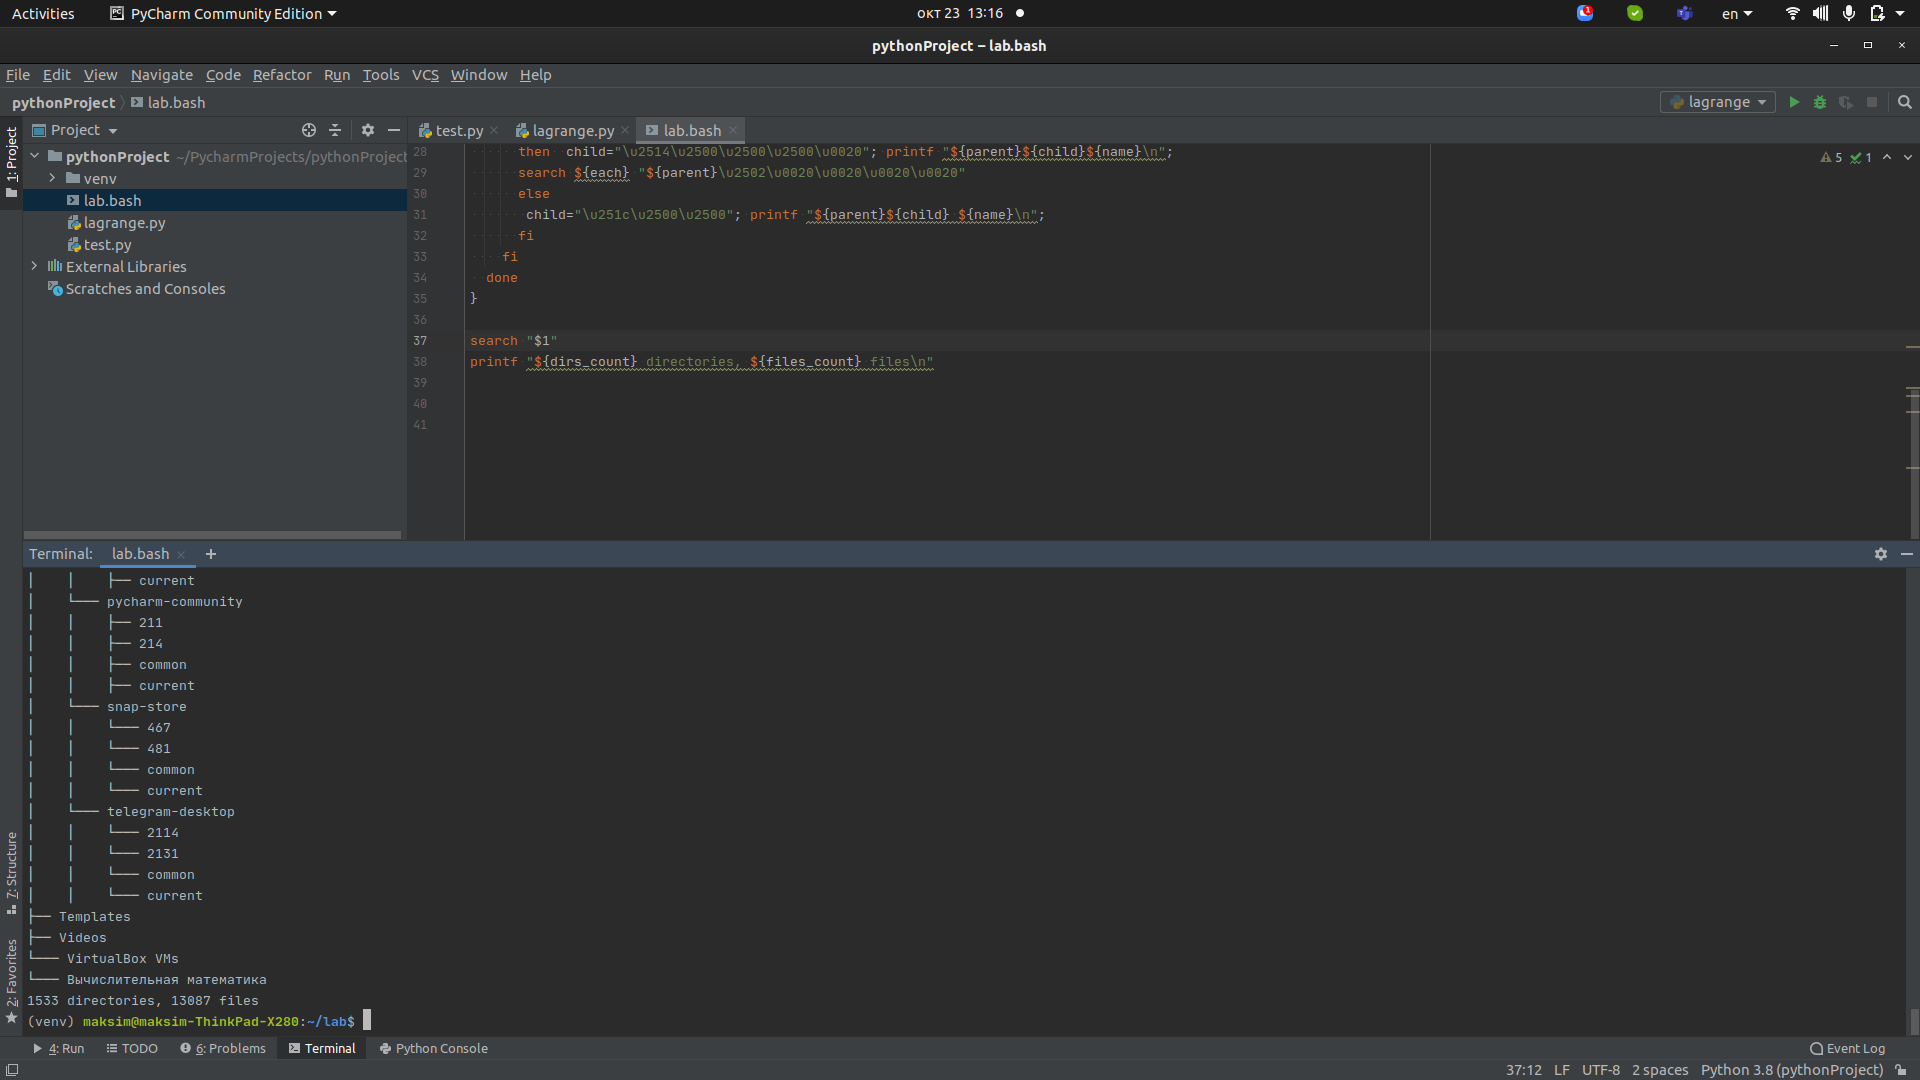 Activities PyCharm Community Edition окт 23 13:16 en
pythonProject – lab.bash
File Edit View Navigate Code Refactor Run Tools VCS Window Help
pythonProject lab.bash lagrange
Project test.py lagrange.py lab.bash
1: Project
pythonProject ~/PycharmProjects/pythonProject
venv
lab.bash
lagrange.py
test.py
External Libraries
Scratches and Consoles
5 1
28 then child="\u2514\u2500\u2500\u2500\u0020"; printf "${parent}${child}${name}\n";
29 search ${each} "${parent}\u2502\u0020\u0020\u0020\u0020"
30 else
31 child="\u251c\u2500\u2500"; printf "${parent}${child} ${name}\n";
32 fi
33 fi
34 done
35 }
36
37 search "$1"
38 printf "${dirs_count} directories, ${files_count} files\n"
39
40
41
Terminal: lab.bash +
│ │ ├── current
│ └─── pycharm-community
│ │ ├── 211
│ │ ├── 214
│ │ ├── common
│ │ ├── current
│ └─── snap-store
│ │ └─── 467
│ │ └─── 481
│ │ └─── common
│ │ └─── current
│ └─── telegram-desktop
│ │ └─── 2114
│ │ └─── 2131
│ │ └─── common
│ │ └─── current
├── Templates
├── Videos
└─── VirtualBox VMs
└─── Вычислительная математика
1533 directories, 13087 files
(venv) maksim@maksim-ThinkPad-X280:~/lab$
7: Structure
2: Favorites
4: Run TODO 6: Problems Terminal Python Console Event Log
37:12 LF UTF-8 2 spaces Python 3.8 (pythonProject)